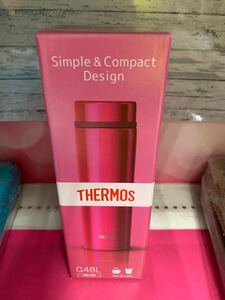 Simple & Compact
Design
THERMOS
0.48L